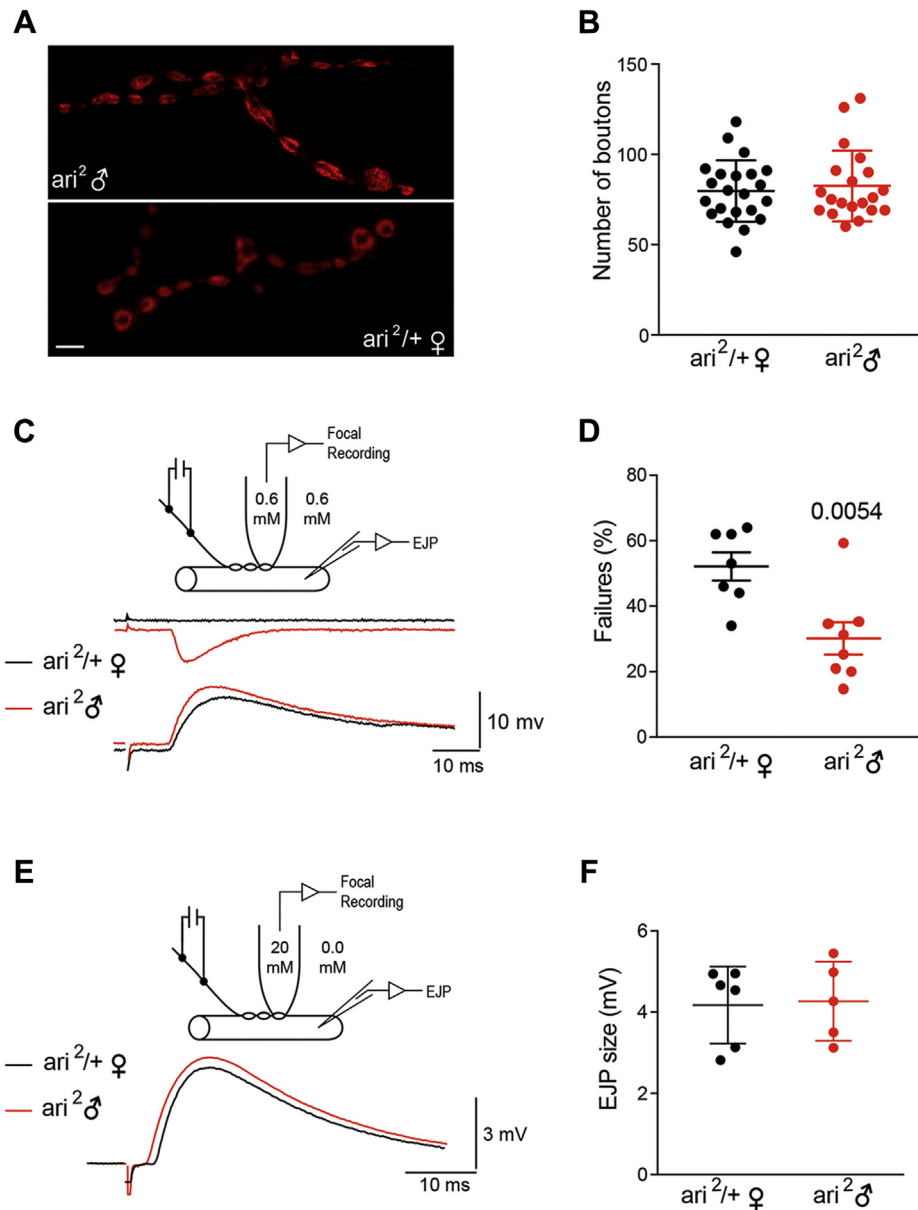 A
ari² ♂
ari²/+ ♀
B
Number of boutons
150
100
50
0
ari²/+ ♀
ari² ♂
C
Focal
Recording
0.6
mM
0.6
mM
EJP
ari²/+ ♀
ari² ♂
10 mv
10 ms
D
Failures (%)
80
60
40
20
0
0.0054
ari²/+ ♀
ari² ♂
E
Focal
Recording
20
mM
0.0
mM
EJP
ari²/+ ♀
ari² ♂
3 mV
10 ms
F
EJP size (mV)
6
4
2
0
ari²/+ ♀
ari² ♂